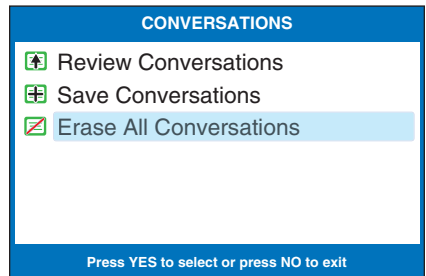 CONVERSATIONS
Review Conversations
Save Conversations
Erase All Conversations
Press YES to select or press NO to exit